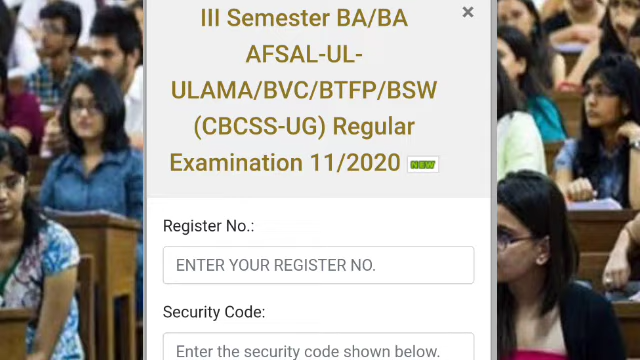 III Semester BA/BA
×
AFSAL-UL-
ULAMA/BVC/BTFP/BSW
(CBCSS-UG) Regular
Examination 11/2020 NEW
Register No.:
ENTER YOUR REGISTER NO.
Security Code:
Enter the security code shown below.